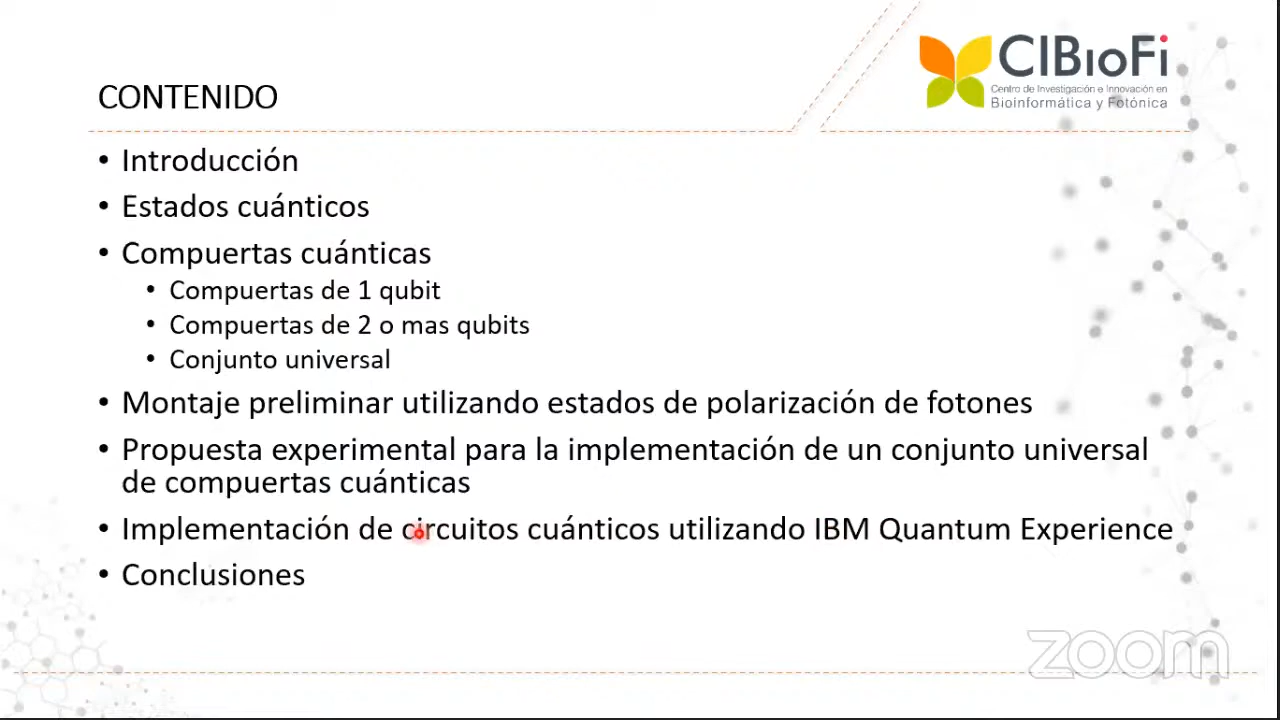 CIBioFi
Centro de Investigación e Innovación en
Bioinformática y Fotónica
CONTENIDO
• Introducción
• Estados cuánticos
• Compuertas cuánticas
• Compuertas de 1 qubit
• Compuertas de 2 o mas qubits
• Conjunto universal
• Montaje preliminar utilizando estados de polarización de fotones
• Propuesta experimental para la implementación de un conjunto universal
de compuertas cuánticas
• Implementación de circuitos cuánticos utilizando IBM Quantum Experience
• Conclusiones
zoom